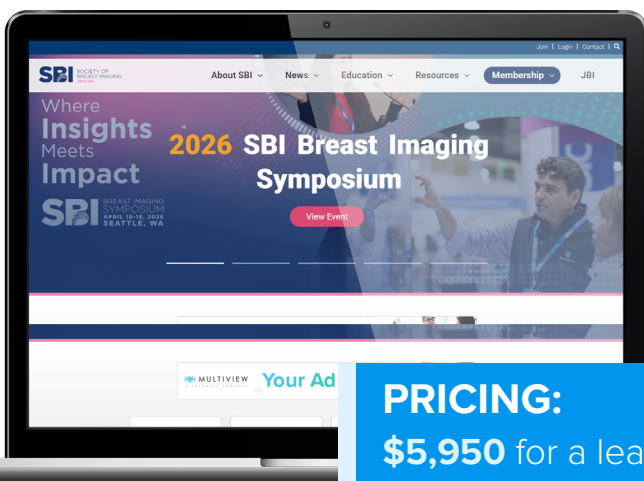 Join | Login | Contact |
SBI SOCIETY OF
BREAST IMAGING
About SBI News Education Resources Membership JBI
Where
Insights
Meets
Impact
SBI BREAST IMAGING
SYMPOSIUM
APRIL 16-19, 2026
SEATTLE, WA
2026 SBI Breast Imaging
Symposium
View Event
MULTIVIEW Your Ad
PRICING:
$5,950 for a lea